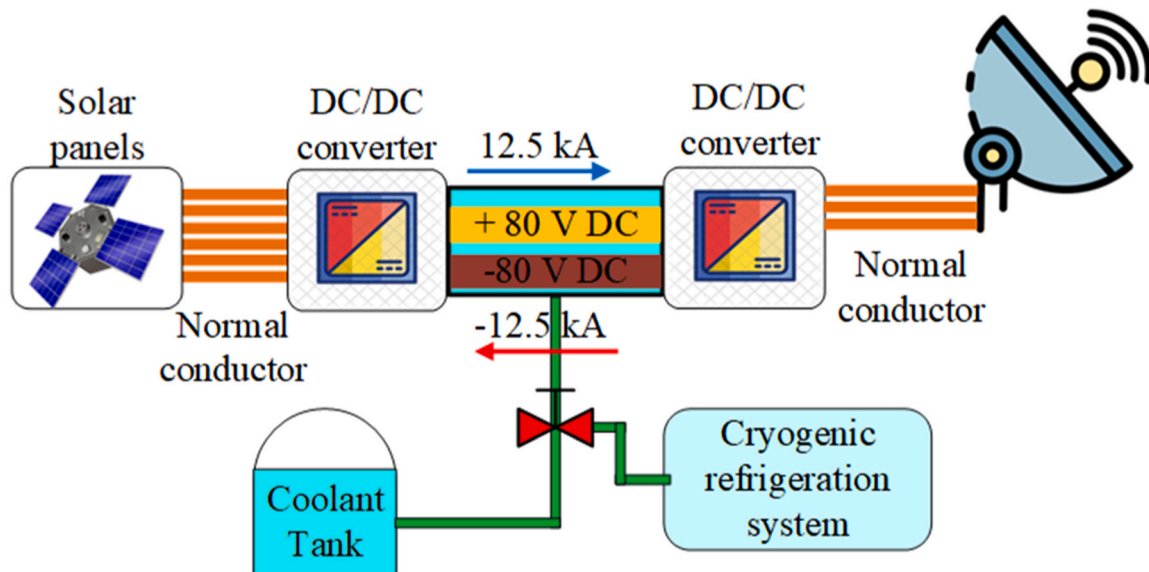 Solar
panels
DC/DC
converter
12.5 kA
DC/DC
converter
+ 80 V DC
-80 V DC
Normal
conductor
-12.5 kA
Normal
conductor
Coolant
Tank
Cryogenic
refrigeration
system